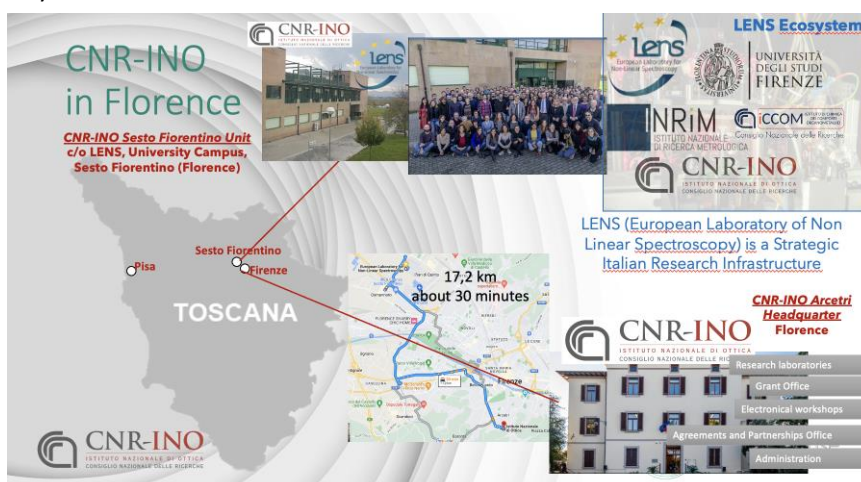 CNR-INO
in Florence
CNR-INO Sesto Fiorentino Unit
c/o LENS, University Campus,
Sesto Fiorentino (Florence)
CNR-INO
ISTITUTO NAZIONALE DI OTTICA
CONSIGLIO NAZIONALE DELLE RICERCHE
lens
European Laboratory for
Non-Linear Spectroscopy
LENS Ecosystem
lens
European Laboratory for
Non-Linear Spectroscopy
UNIVERSITÀ
DEGLI STUDI
FIRENZE
INRiM
ISTITUTO NAZIONALE
DI RICERCA METROLOGICA
iCCOM
Consiglio Nazionale delle Ricerche
CNR-INO
ISTITUTO NAZIONALE DI OTTICA
CONSIGLIO NAZIONALE DELLE RICERCHE
LENS (European Laboratory of Non
Linear Spectroscopy) is a Strategic
Italian Research Infrastructure
Pisa
Sesto Fiorentino
Firenze
TOSCANA
17,2 km
about 30 minutes
CNR-INO Arcetri
Headquarter
Florence
CNR-INO
ISTITUTO NAZIONALE DI OTTICA
CONSIGLIO NAZIONALE DELLE
Research laboratories
Grant Office
Electronical workshops
Agreements and Partnerships Office
Administration
CNR-INO
ISTITUTO NAZIONALE DI OTTICA
CONSIGLIO NAZIONALE DELLE RICERCHE